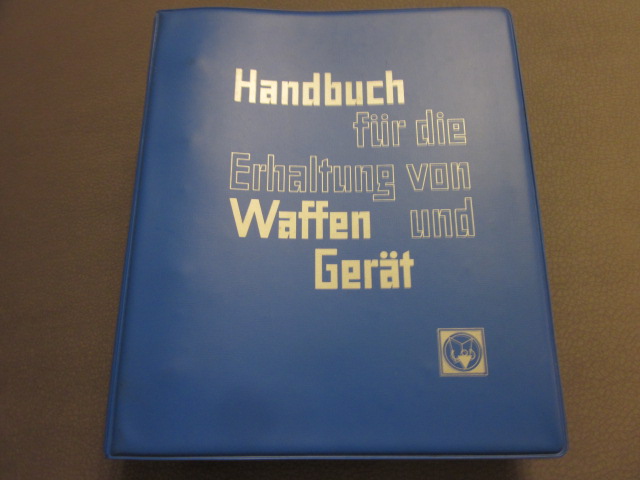 Handbuch
für die
Erhaltung von
Waffen und
Gerät